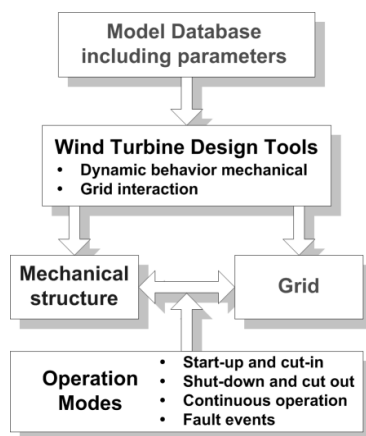 Model Database
including parameters
Wind Turbine Design Tools
• Dynamic behavior mechanical
• Grid interaction
Mechanical
structure
Grid
Operation
Modes
• Start-up and cut-in
• Shut-down and cut out
• Continuous operation
• Fault events